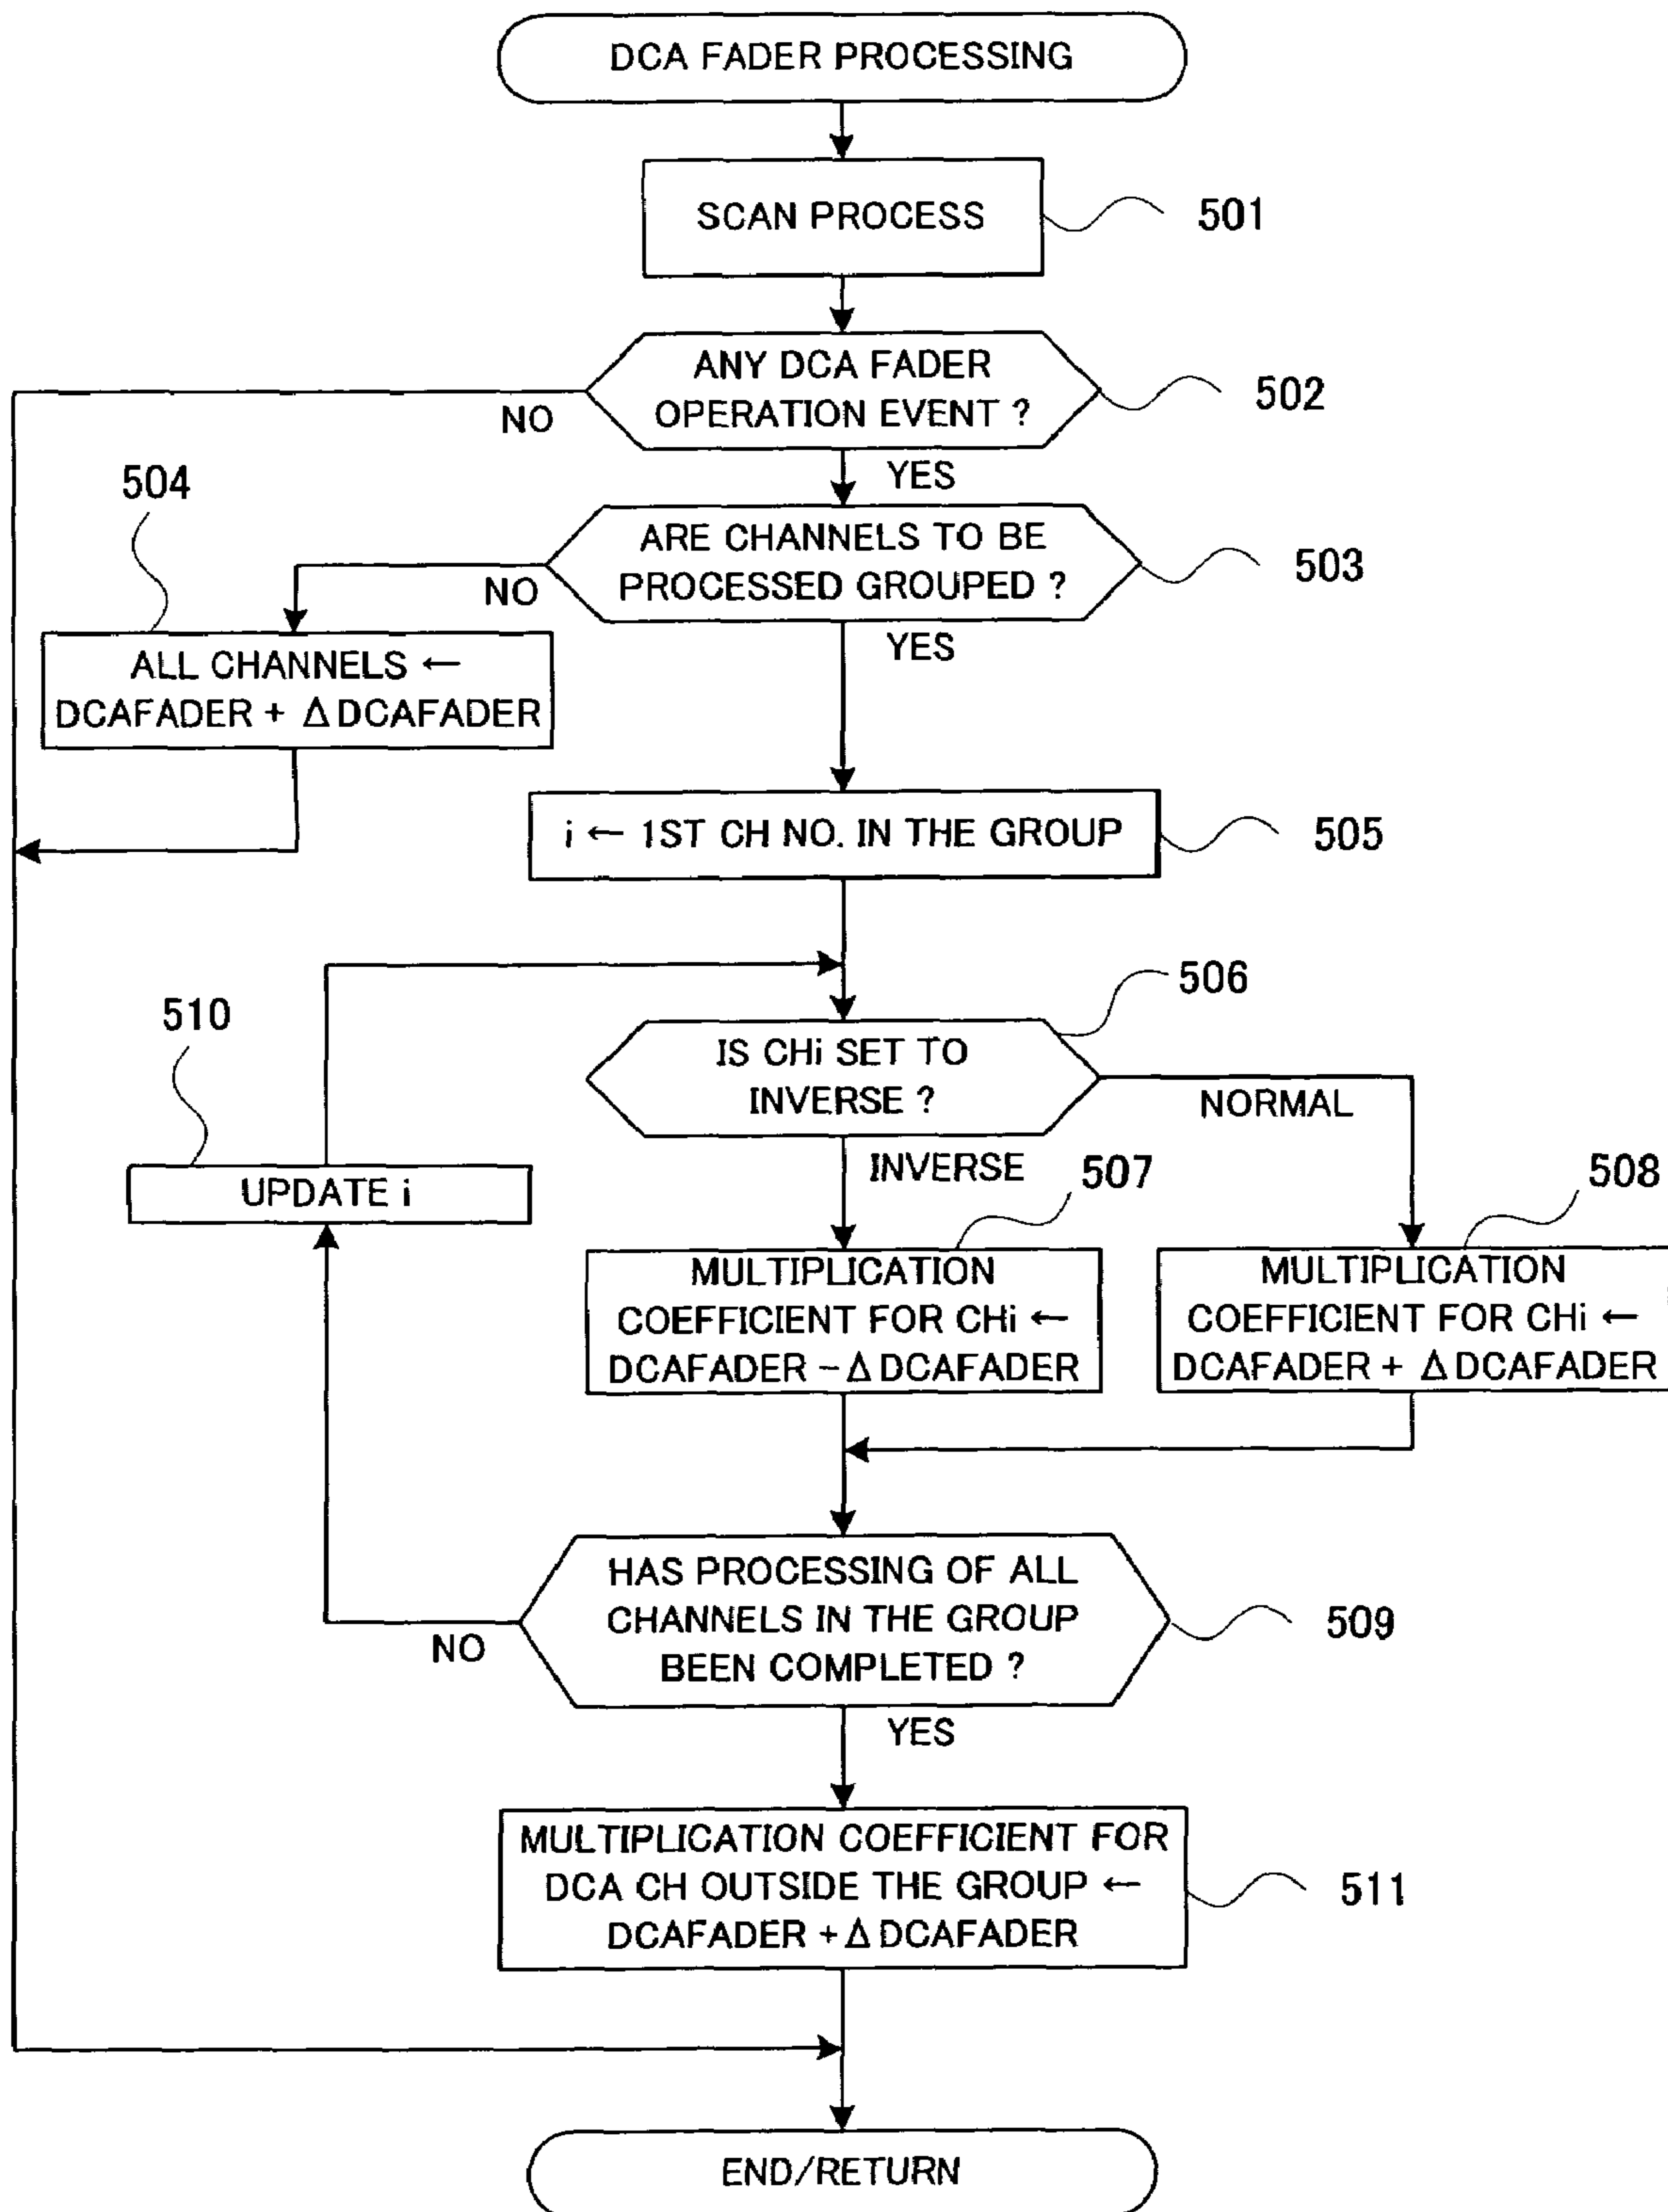 DCA FADER PROCESSING
SCAN PROCESS
501
ANY DCA FADER
OPERATION EVENT ?
502
NO
YES
504
ARE CHANNELS TO BE
PROCESSED GROUPED ?
503
NO
YES
ALL CHANNELS ←
DCAFADER + Δ DCAFADER
i ← 1ST CH NO. IN THE GROUP
505
506
510
IS CHi SET TO
INVERSE ?
NORMAL
INVERSE
507
508
UPDATE i
MULTIPLICATION
COEFFICIENT FOR CHi ←
DCAFADER – Δ DCAFADER
MULTIPLICATION
COEFFICIENT FOR CHi ←
DCAFADER + Δ DCAFADER
HAS PROCESSING OF ALL
CHANNELS IN THE GROUP
BEEN COMPLETED ?
509
NO
YES
MULTIPLICATION COEFFICIENT FOR
DCA CH OUTSIDE THE GROUP ←
DCAFADER + Δ DCAFADER
511
END/RETURN